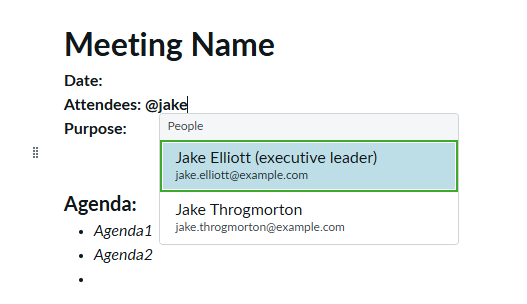 Meeting Name
Date:
Attendees: @jake
Purpose:
People
Jake Elliott (executive leader)
jake.elliott@example.com
Jake Throgmorton
jake.throgmorton@example.com
Agenda:
• Agenda1
• Agenda2
•